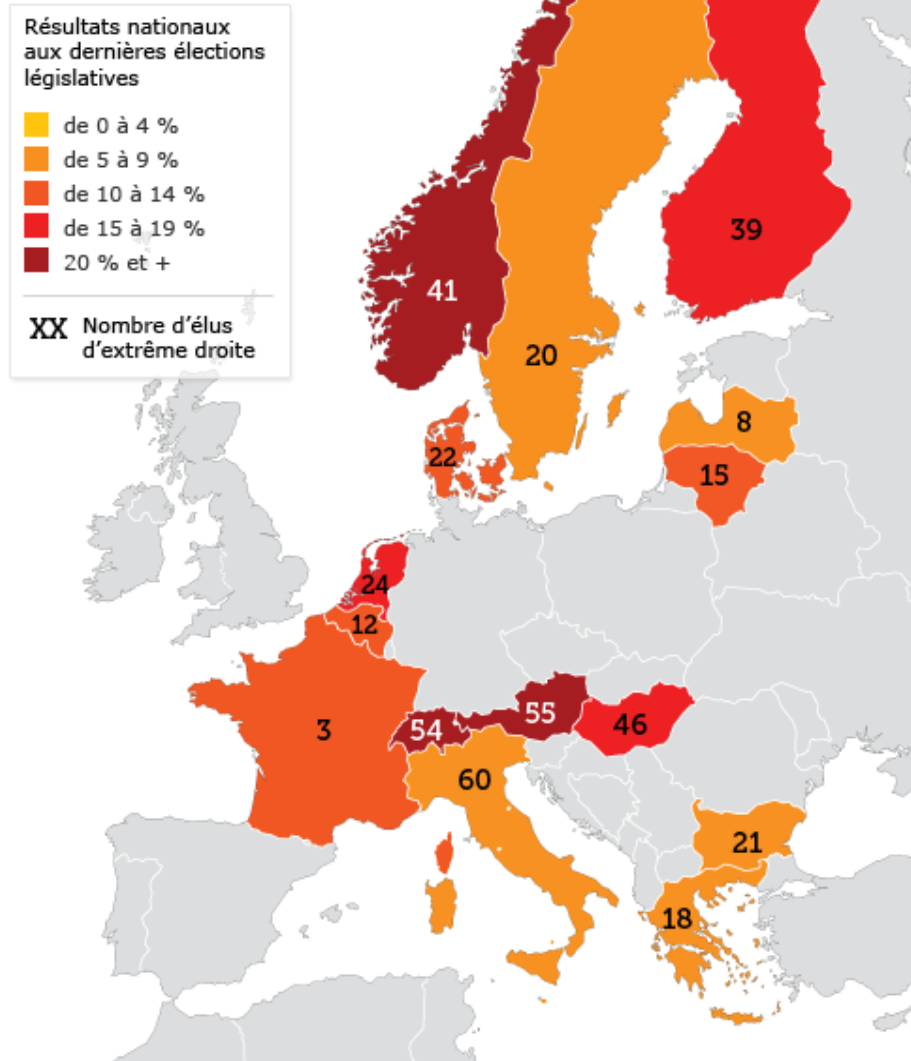 Résultats nationaux
aux dernières élections
législatives
de 0 à 4 %
de 5 à 9 %
de 10 à 14 %
de 15 à 19 %
20 % et +
XX Nombre d'élus
d'extrême droite
39
41
20
8
22
15
24
12
55
54
3
46
60
21
18